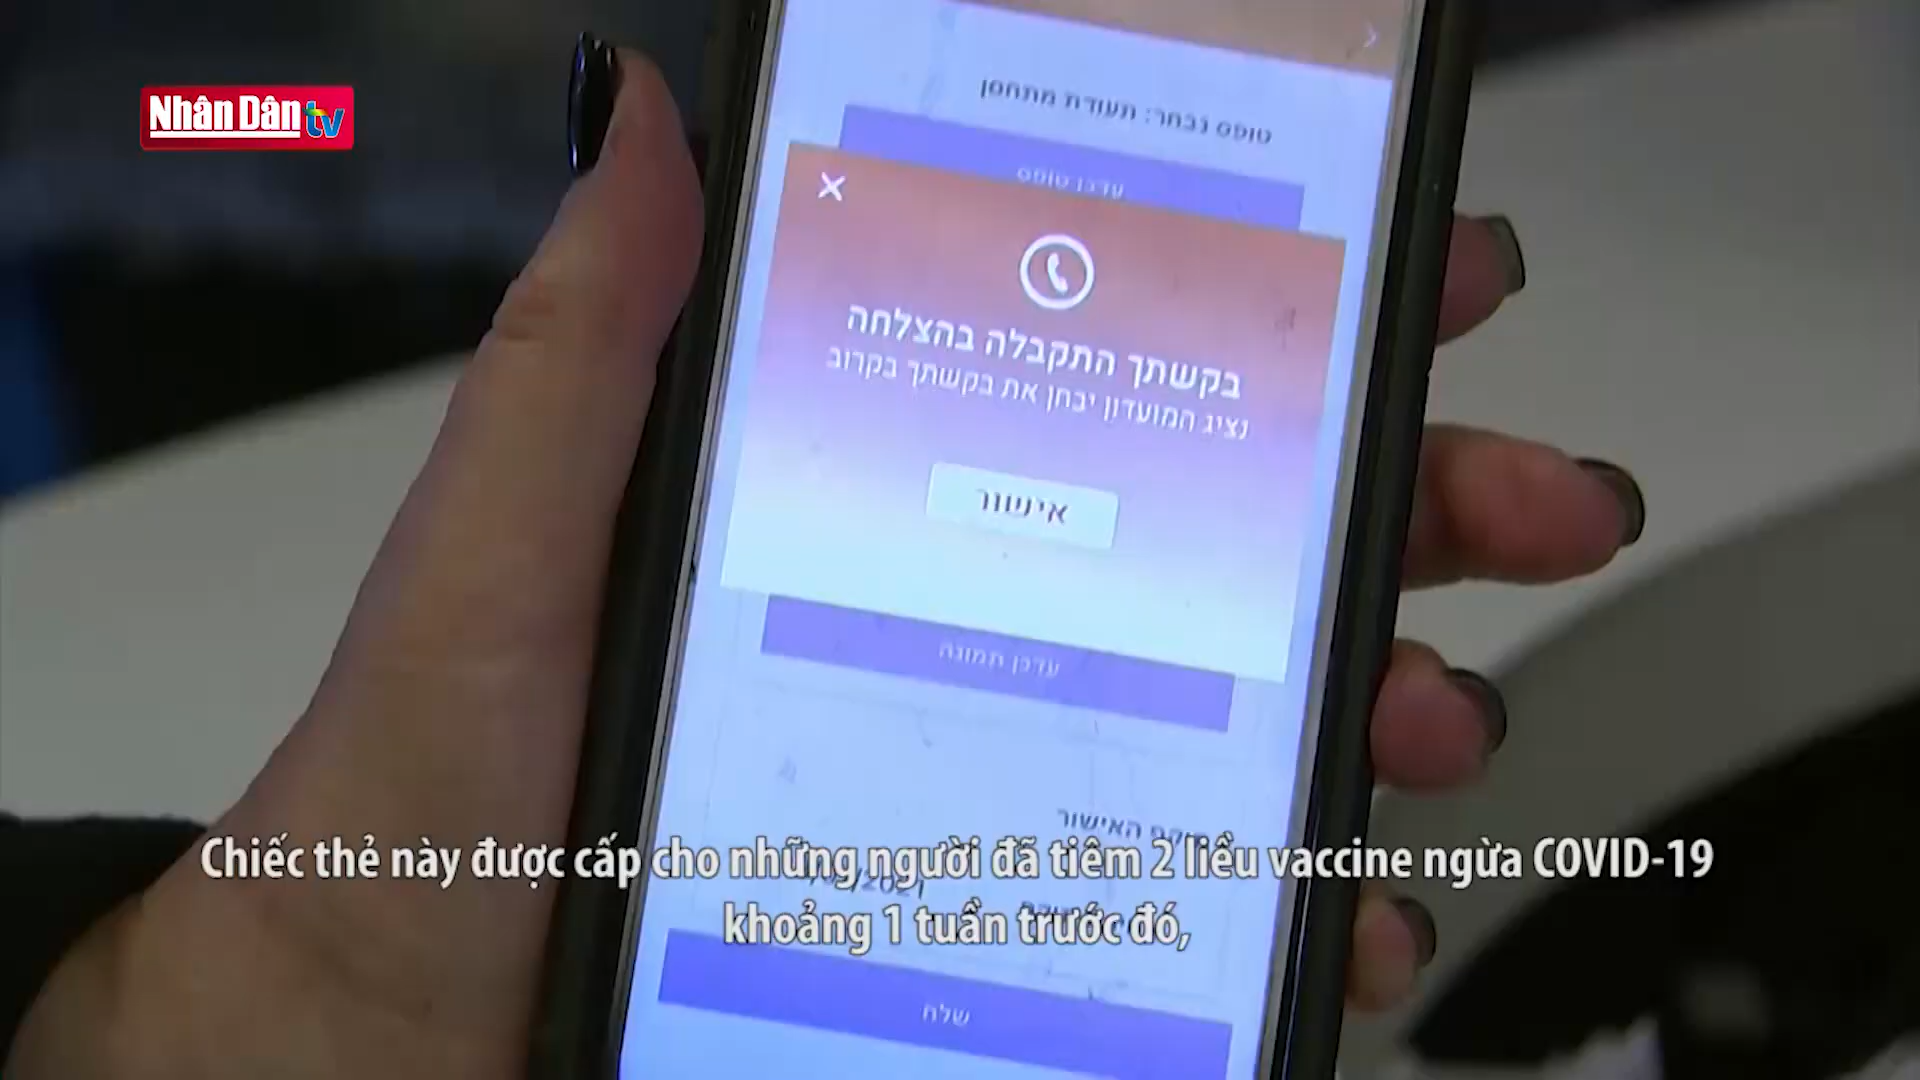 Nhân Dân tv
טופס נבחר: תעודת מתחסן
עדכן טופס
בקשתך התקבלה בהצלחה
נציג המועדון יבחן את בקשתך בקרוב
אישור
עדכן תמונה
תוקף האישור
Chiếc thẻ này được cấp cho những người đã tiêm 2 liều vaccine ngừa COVID-19
khoảng 1 tuần trước đó,
שלח